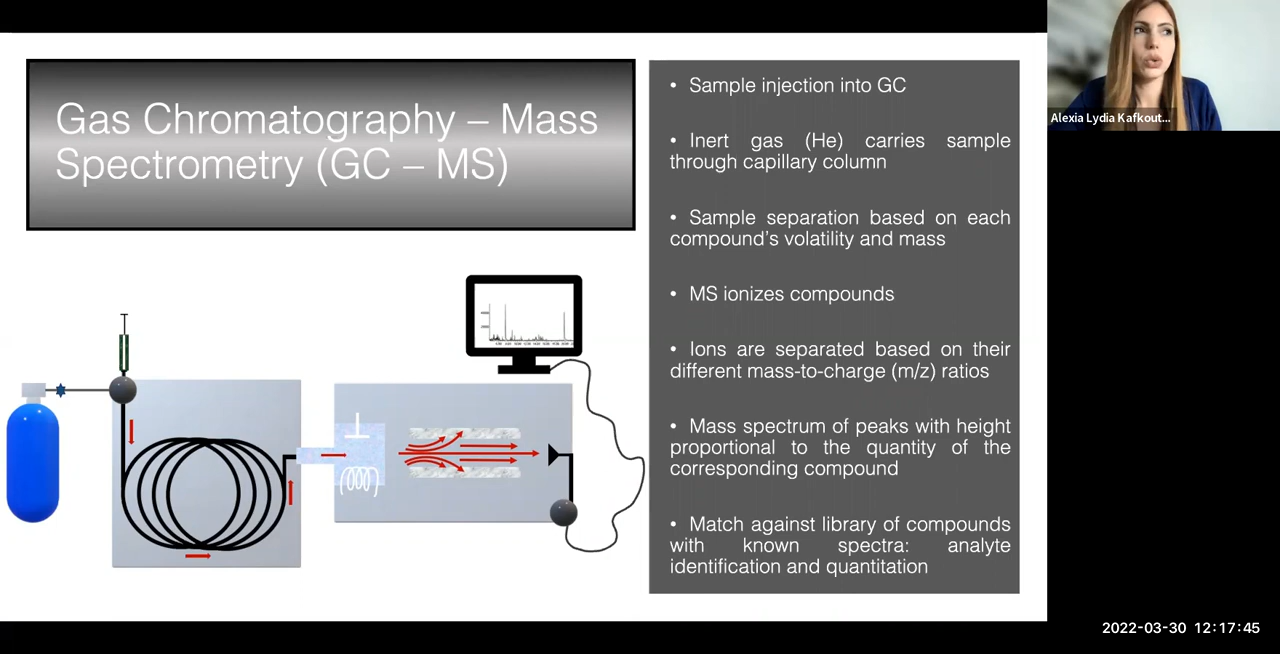 Gas Chromatography – Mass
Spectrometry (GC – MS)
• Sample injection into GC
• Inert gas (He) carries sample
through capillary column
• Sample separation based on each
compound's volatility and mass
• MS ionizes compounds
• Ions are separated based on their
different mass-to-charge (m/z) ratios
• Mass spectrum of peaks with height
proportional to the quantity of the
corresponding compound
• Match against library of compounds
with known spectra: analyte
identification and quantitation
Alexia Lydia Kafkout...
2022-03-30 12:17:45